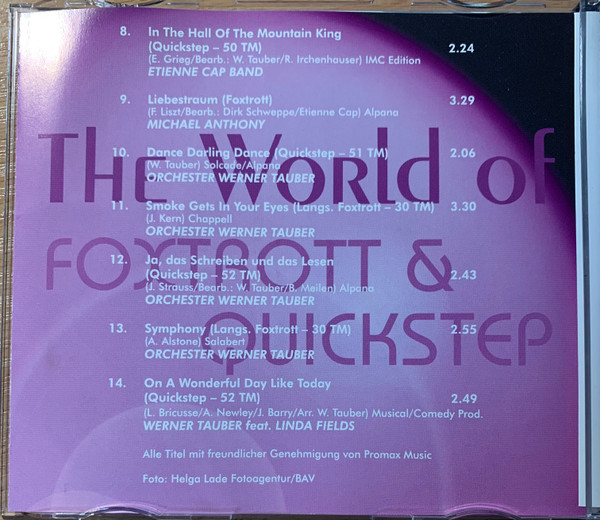 8. In The Hall Of The Mountain King
(Quickstep – 50 TM) 2.24
(E. Grieg/Bearb.: W. Tauber/R. Irchenhauser) IMC Edition
ETIENNE CAP BAND
9. Liebestraum (Foxtrott) 3.29
(F. Liszt/Bearb.: Dirk Schweppe/Etienne Cap) Alpana
MICHAEL ANTHONY
The World of
10. Dance Darling Dance (Quickstep – 51 TM) 2.06
(W. Tauber) Solcode/Alpana
ORCHESTER WERNER TAUBER
11. Smoke Gets In Your Eyes (Langs. Foxtrott – 30 TM) 3.30
(J. Kern) Chappell
ORCHESTER WERNER TAUBER
FOXTROTT &
12. Ja, das Schreiben und das Lesen
(Quickstep – 52 TM) 2.43
(J. Strauss/Bearb.: W. Tauber/B. Meilen) Alpana
ORCHESTER WERNER TAUBER
13. Symphony (Langs. Foxtrott – 30 TM) 2.55
(A. Alstone) Salabert
ORCHESTER WERNER TAUBER
QUICKSTEP
14. On A Wonderful Day Like Today
(Quickstep – 52 TM) 2.49
(L. Bricusse/A. Newley/J. Barry/Arr. W. Tauber) Musical/Comedy Prod.
WERNER TAUBER feat. LINDA FIELDS
Alle Titel mit freundlicher Genehmigung von Promax Music
Foto: Helga Lade Fotoagentur/BAV